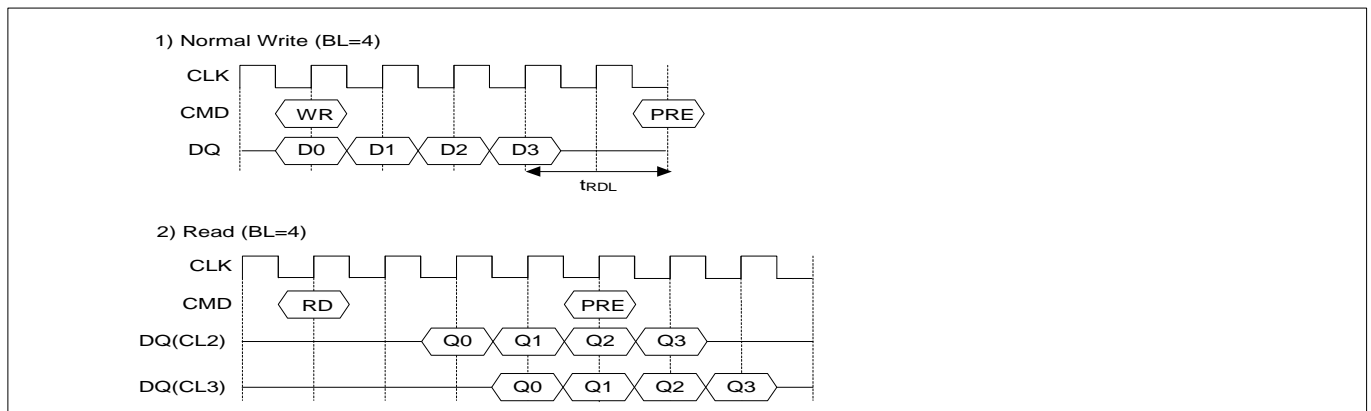 1) Normal Write (BL=4)
CLK
CMD WR PRE
DQ D0 D1 D2 D3
tRDL
2) Read (BL=4)
CLK
CMD RD PRE
DQ(CL2) Q0 Q1 Q2 Q3
DQ(CL3) Q0 Q1 Q2 Q3